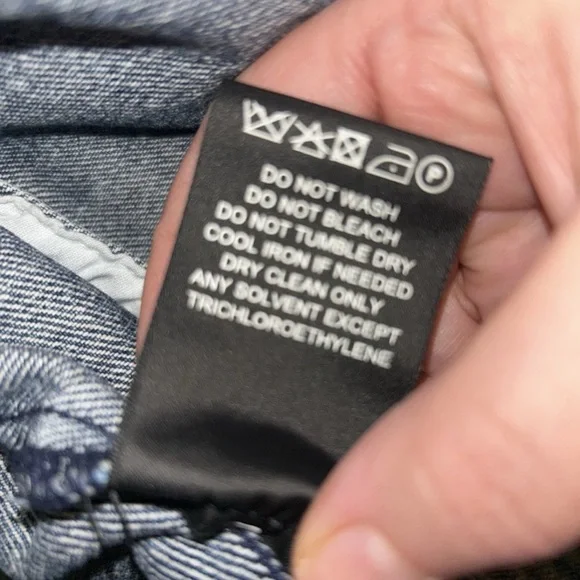 P
DO NOT WASH
DO NOT BLEACH
DO NOT TUMBLE DRY
COOL IRON IF NEEDED
DRY CLEAN ONLY
ANY SOLVENT EXCEPT
TRICHLOROETHYLENE